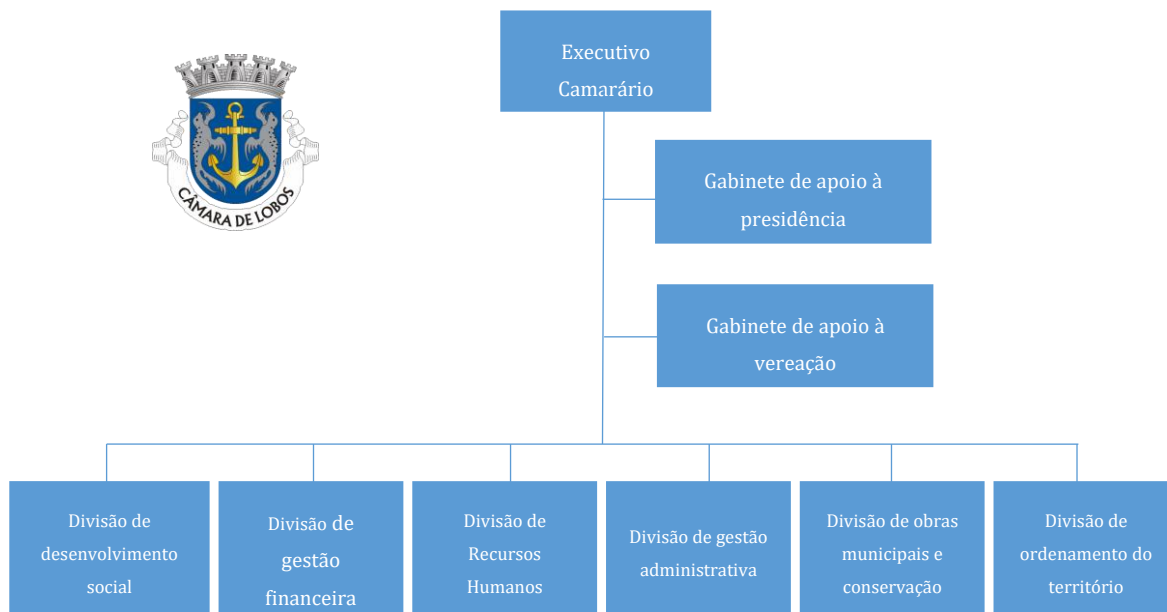 Executivo
Camarário
CÂMARA DE LOBOS
Gabinete de apoio à
presidência
Gabinete de apoio à
vereação
Divisão de
desenvolvimento
social
Divisão de
gestão
financeira
Divisão de
Recursos
Humanos
Divisão de gestão
administrativa
Divisão de obras
municipais e
conservação
Divisão de
ordenamento do
território